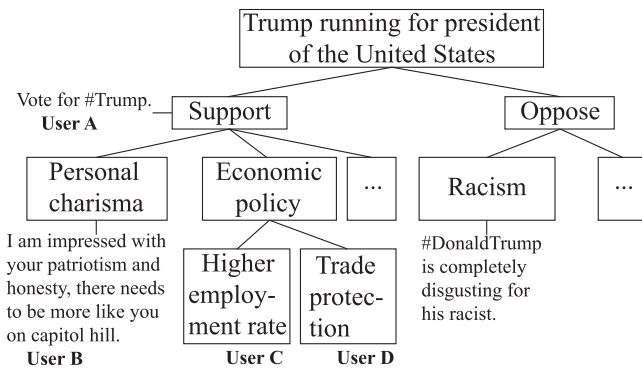 Trump running for president
of the United States
Vote for #Trump.
User A
Support
Oppose
Personal
charisma
Economic
policy
...
Racism
...
I am impressed with
your patriotism and
honesty, there needs
to be more like you
on capitol hill.
User B
Higher
employ-
ment rate
User C
Trade
protec-
tion
User D
#DonaldTrump
is completely
disgusting for
his racist.